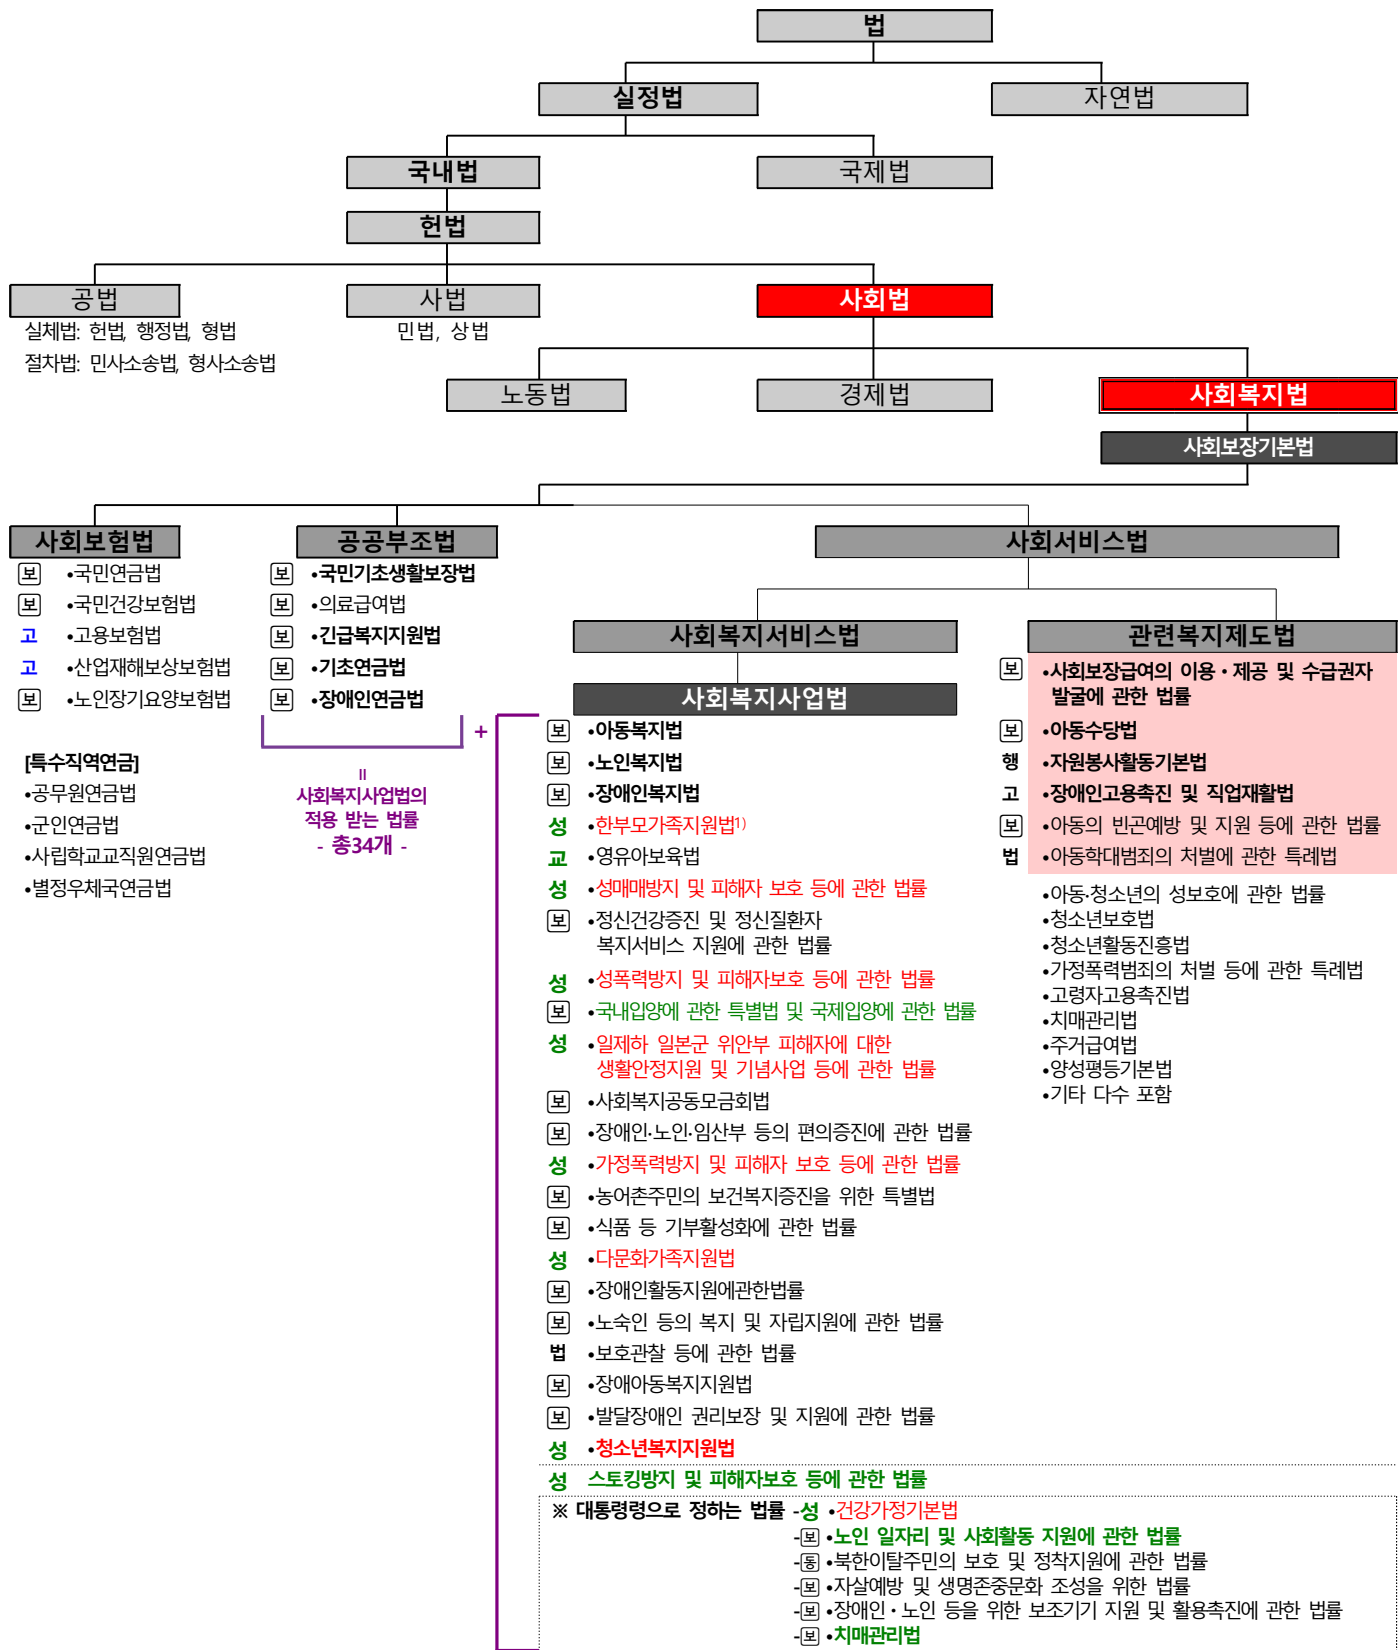 법
실정법
자연법
국내법
국제법
헌법
공법
사법
사회법
실체법: 헌법, 행정법, 형법
민법, 상법
절차법: 민사소송법, 형사소송법
노동법
경제법
사회복지법
사회보장기본법
사회보험법
보 •국민연금법
보 •국민건강보험법
고 •고용보험법
고 •산업재해보상보험법
보 •노인장기요양보험법
[특수직역연금]
•공무원연금법
•군인연금법
•사립학교교직원연금법
•별정우체국연금법
공공부조법
보 •국민기초생활보장법
보 •의료급여법
보 •긴급복지지원법
보 •기초연금법
보 •장애인연금법
+
=
사회복지사업법의
적용 받는 법률
- 총34개 -
사회서비스법
사회복지서비스법
사회복지사업법
보 •아동복지법
보 •노인복지법
보 •장애인복지법
성 •한부모가족지원법1)
교 •영유아보육법
성 •성매매방지 및 피해자 보호 등에 관한 법률
보 •정신건강증진 및 정신질환자
복지서비스 지원에 관한 법률
성 •성폭력방지 및 피해자보호 등에 관한 법률
보 •국내입양에 관한 특별법 및 국제입양에 관한 법률
성 •일제하 일본군 위안부 피해자에 대한
생활안정지원 및 기념사업 등에 관한 법률
보 •사회복지공동모금회법
보 •장애인·노인·임산부 등의 편의증진에 관한 법률
성 •가정폭력방지 및 피해자 보호 등에 관한 법률
보 •농어촌주민의 보건복지증진을 위한 특별법
보 •식품 등 기부활성화에 관한 법률
성 •다문화가족지원법
보 •장애인활동지원에관한법률
보 •노숙인 등의 복지 및 자립지원에 관한 법률
법 •보호관찰 등에 관한 법률
보 •장애아동복지지원법
보 •발달장애인 권리보장 및 지원에 관한 법률
성 •청소년복지지원법
성 스토킹방지 및 피해자보호 등에 관한 법률
※ 대통령령으로 정하는 법률 -성 •건강가정기본법
-보 •노인 일자리 및 사회활동 지원에 관한 법률
-통 •북한이탈주민의 보호 및 정착지원에 관한 법률
-보 •자살예방 및 생명존중문화 조성을 위한 법률
-보 •장애인·노인 등을 위한 보조기기 지원 및 활용촉진에 관한 법률
-보 •치매관리법
관련복지제도법
보 •사회보장급여의 이용·제공 및 수급권자
발굴에 관한 법률
보 •아동수당법
행 •자원봉사활동기본법
고 •장애인고용촉진 및 직업재활법
보 •아동의 빈곤예방 및 지원 등에 관한 법률
법 •아동학대범죄의 처벌에 관한 특례법
•아동·청소년의 성보호에 관한 법률
•청소년보호법
•청소년활동진흥법
•가정폭력범죄의 처벌 등에 관한 특례법
•고령자고용촉진법
•치매관리법
•주거급여법
•양성평등기본법
•기타 다수 포함